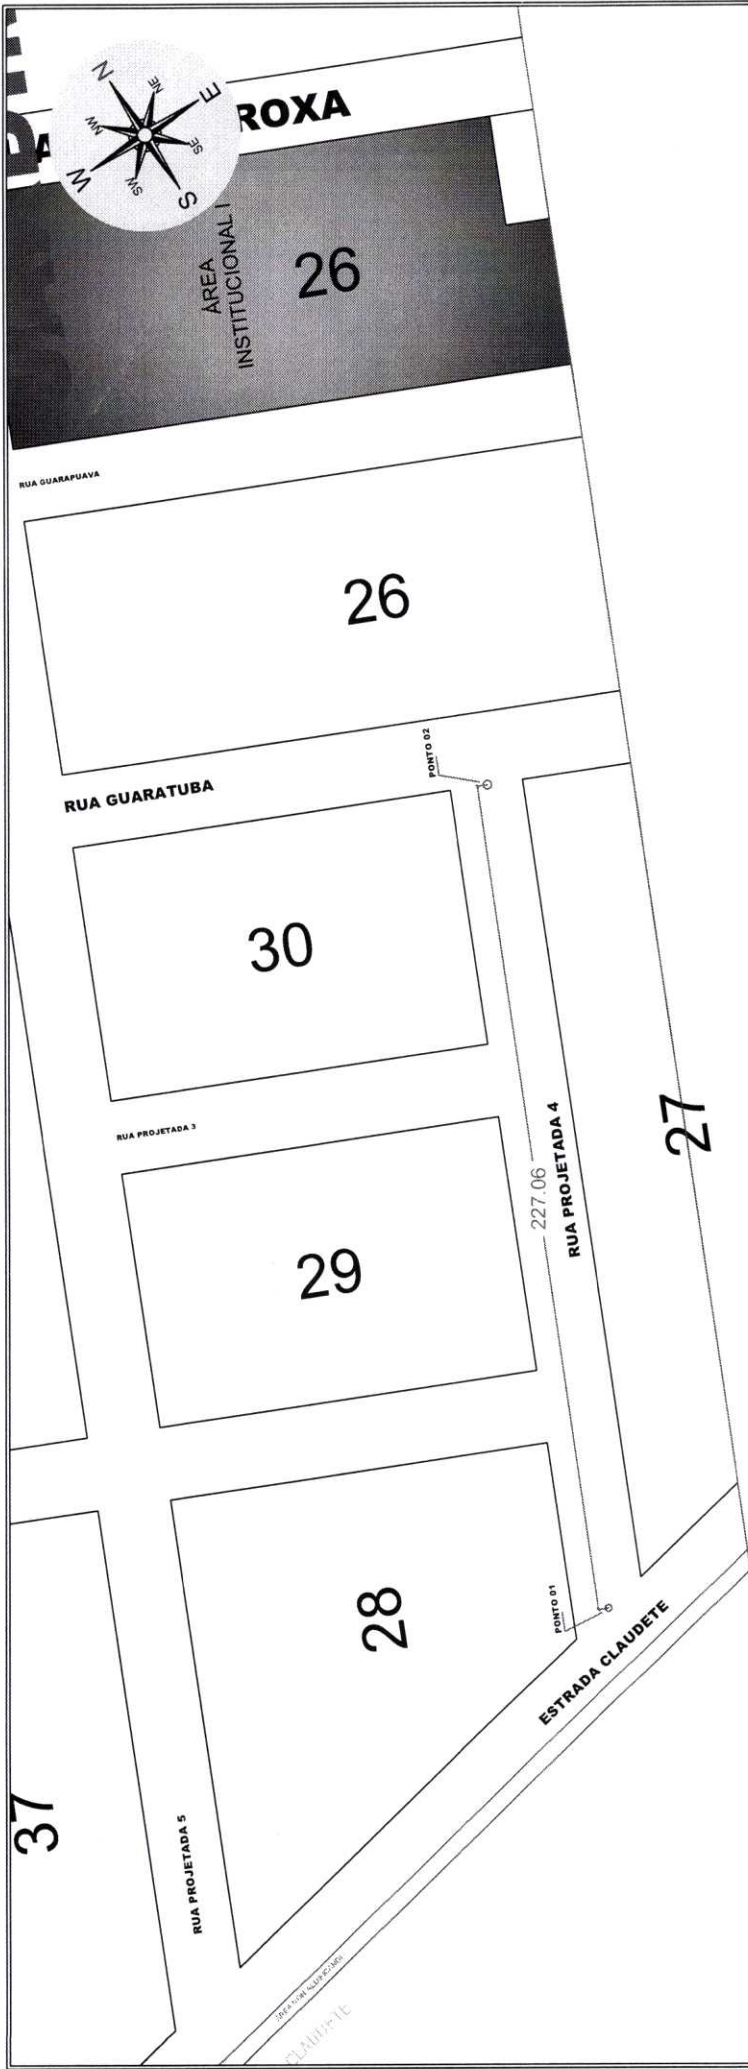 N
NE
E
SE
S
SW
W
NW
ROXA
ÁREA
INSTITUCIONAL I
26
RUA GUARAPUAVA
26
PONTO 02
RUA GUARATUBA
30
RUA PROJETADA 3
227.06
RUA PROJETADA 4
27
29
28
PONTO 01
ESTRADA CLAUDETE
37
RUA PROJETADA 5
CLAUDETE